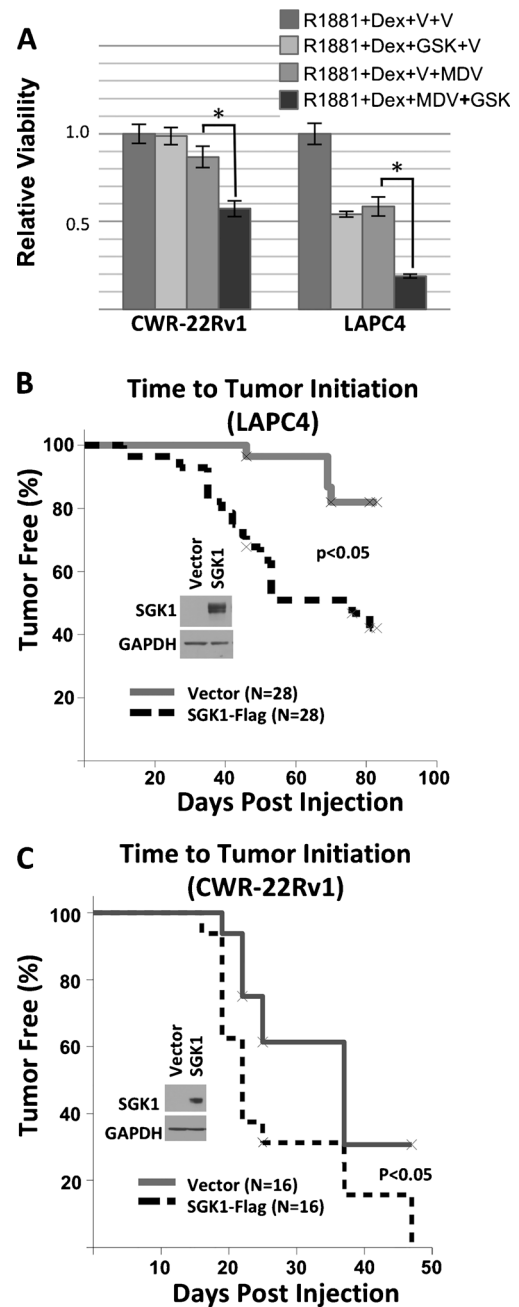 A
R1881+Dex+V+V
R1881+Dex+GSK+V
R1881+Dex+V+MDV
R1881+Dex+MDV+GSK
Relative Viability
1.0
0.5
*
*
CWR-22Rv1
LAPC4
B
Time to Tumor Initiation
(LAPC4)
Tumor Free (%)
100
80
60
40
20
p<0.05
Vector
SGK1
SGK1
GAPDH
Vector (N=28)
SGK1-Flag (N=28)
20
40
60
80
100
Days Post Injection
C
Time to Tumor Initiation
(CWR-22Rv1)
Tumor Free (%)
100
80
60
40
20
Vector
SGK1
SGK1
GAPDH
P<0.05
Vector (N=16)
SGK1-Flag (N=16)
10
20
30
40
50
Days Post Injection